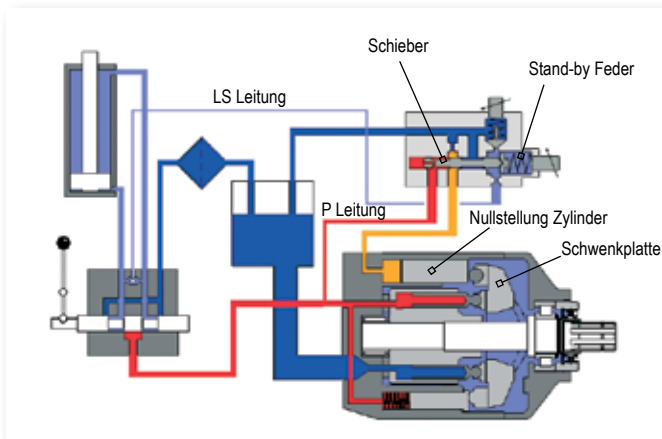 Schieber
Stand-by Feder
LS Leitung
P Leitung
Nullstellung Zylinder
Schwenkplatte